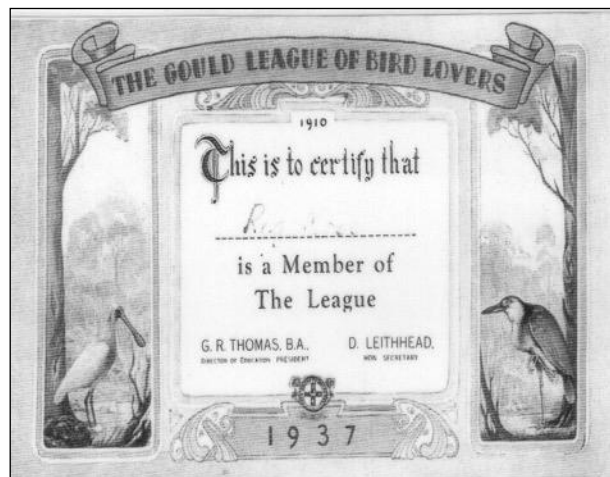 THE GOULD LEAGUE OF BIRD LOVERS
1910
This is to certify that
is a Member of
The League
G. R. THOMAS, B.A., D. LEITHHEAD,
DIRECTOR OF EDUCATION PRESIDENT HON SECRETARY
1937